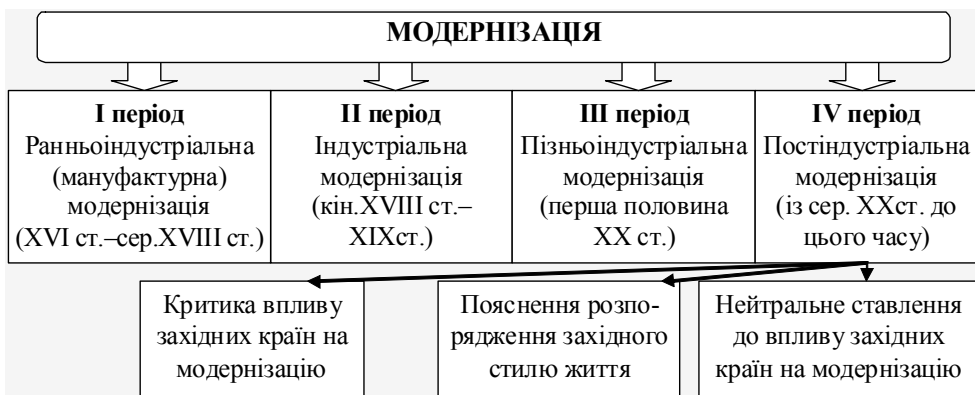 МОДЕРНІЗАЦІЯ
І період
Ранньоіндустріальна
(мануфактурна)
модернізація
(XVI ст.–сер.XVIII ст.)
ІІ період
Індустріальна
модернізація
(кін.XVIII ст.–
XIXст.)
ІІІ період
Пізньоіндустріальна
модернізація
(перша половина
ХХ ст.)
IV період
Постіндустріальна
модернізація
(із сер. ХХст. до
цього часу)
Критика впливу
західних країн на
модернізацію
Пояснення розпо-
рядження західного
стилю життя
Нейтральне ставлення
до впливу західних
країн на модернізацію